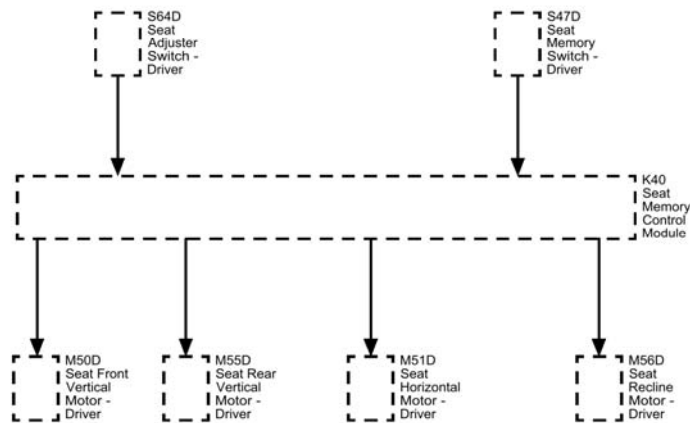 S64D
Seat
Adjuster
Switch -
Driver
S47D
Seat
Memory
Switch -
Driver
K40
Seat
Memory
Control
Module
M50D
Seat Front
Vertical
Motor -
Driver
M55D
Seat Rear
Vertical
Motor -
Driver
M51D
Seat
Horizontal
Motor -
Driver
M56D
Seat
Recline
Motor -
Driver